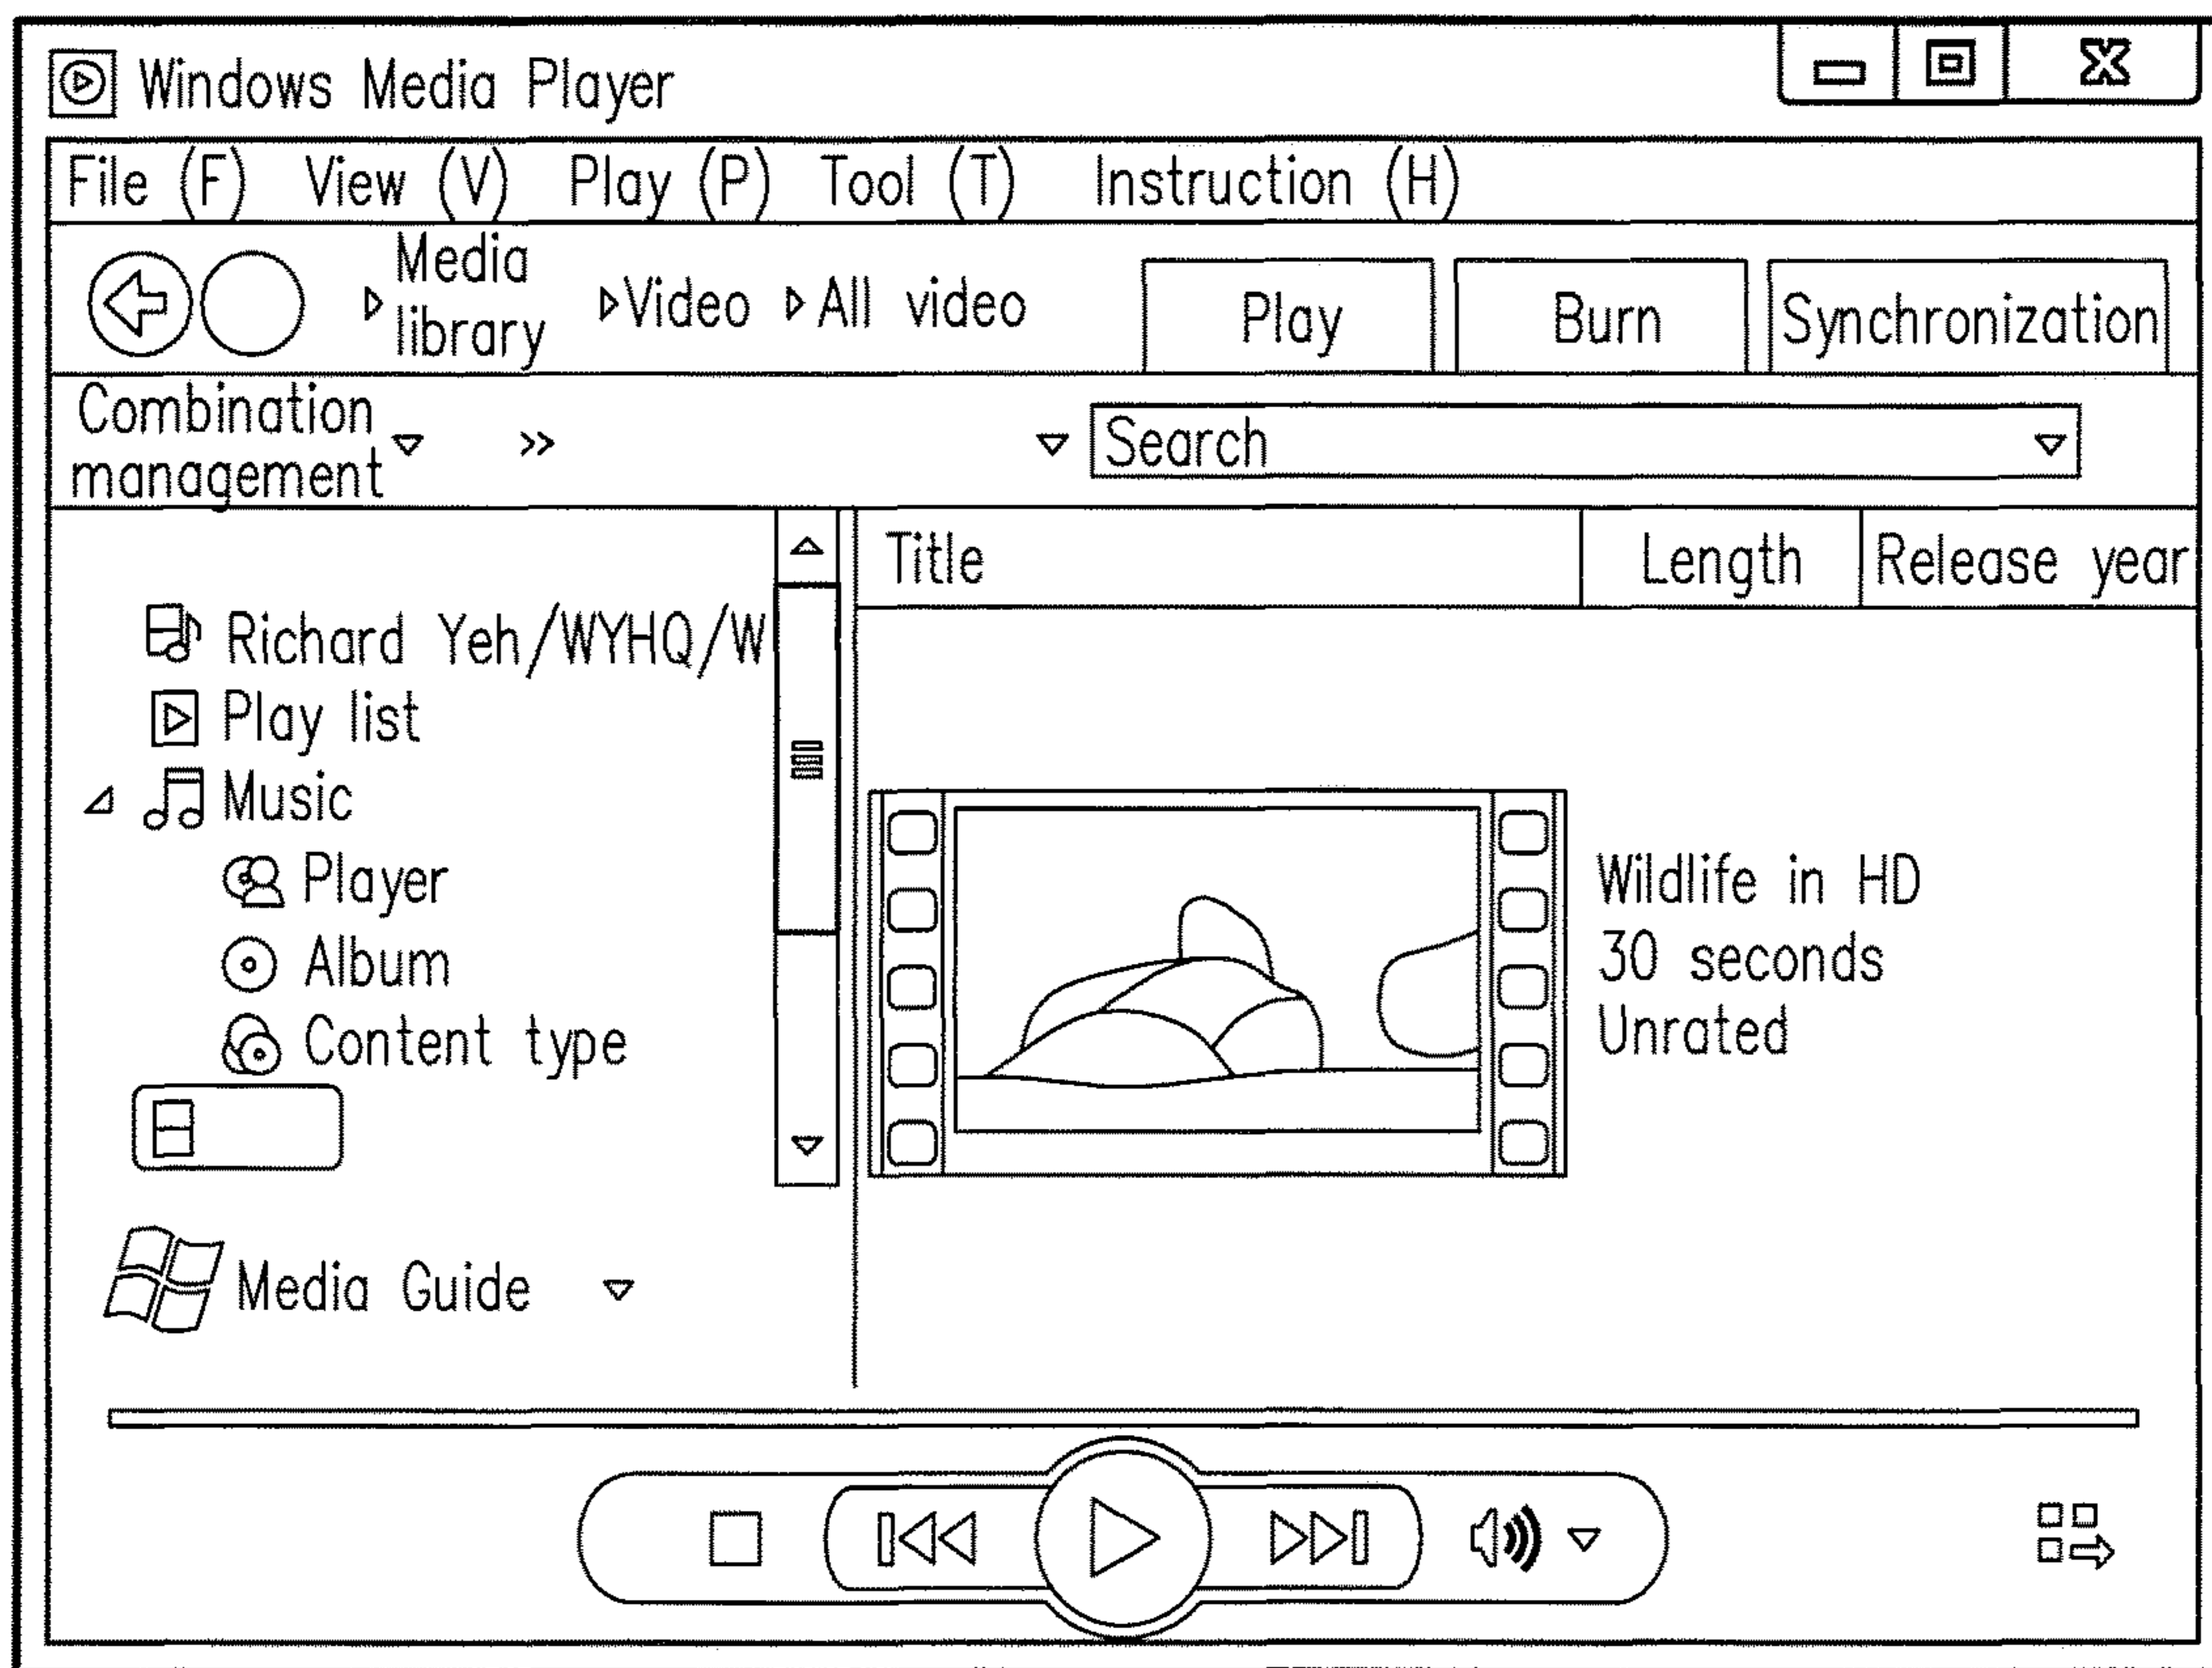 Windows Media Player
File (F) View (V) Play (P) Tool (T) Instruction (H)
Media
library
Video All video
Play Burn Synchronization
Combination
management
»
Search
Title Length Release year
Richard Yeh/WYHQ/W
Play list
Music
Player
Album
Content type
Media Guide
Wildlife in HD
30 seconds
Unrated